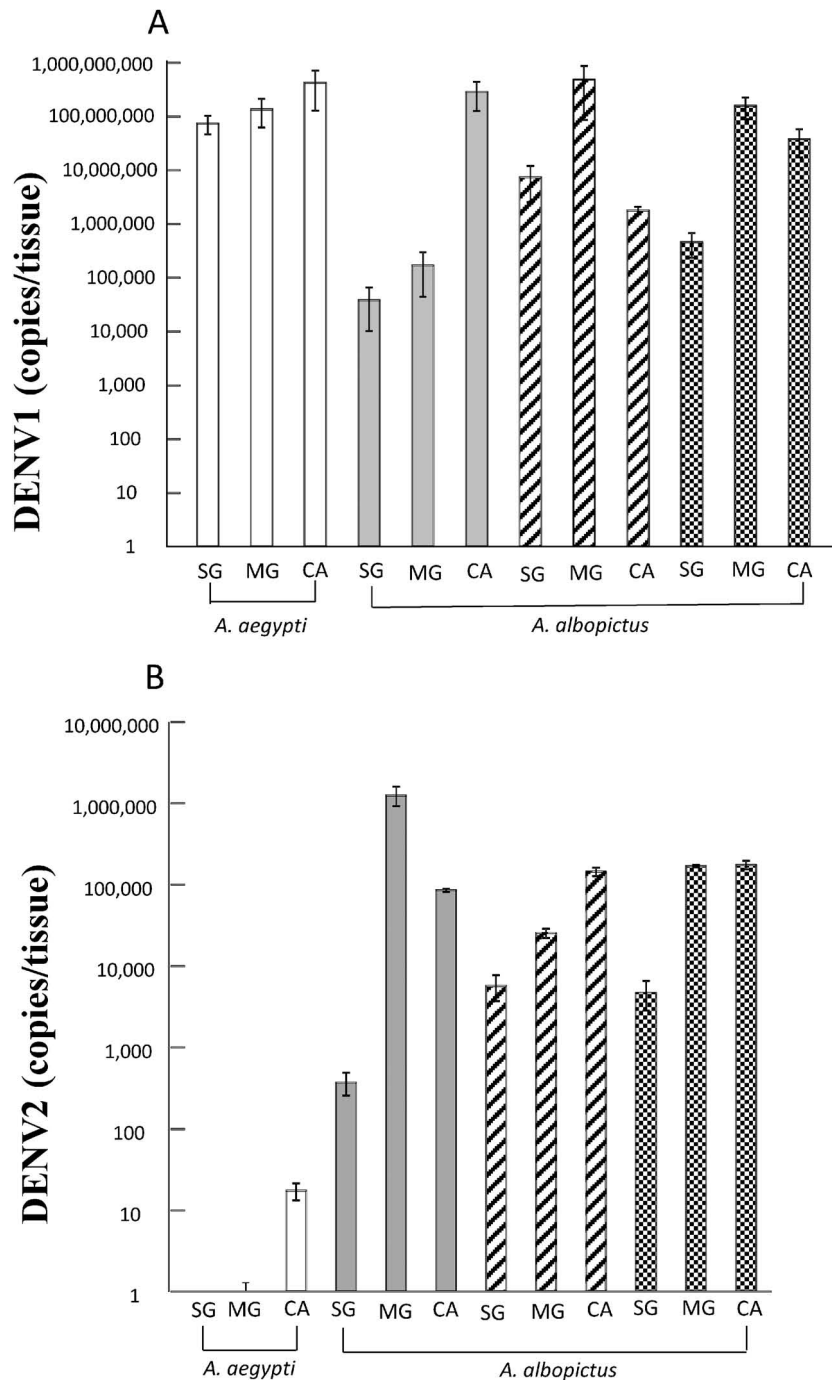 A
DENV1 (copies/tissue)
1,000,000,000
100,000,000
10,000,000
1,000,000
100,000
10,000
1,000
100
10
1
SG MG CA SG MG CA SG MG CA SG MG CA
A. aegypti A. albopictus
B
DENV2 (copies/tissue)
10,000,000
1,000,000
100,000
10,000
1,000
100
10
1
SG MG CA SG MG CA SG MG CA SG MG CA
A. aegypti A. albopictus